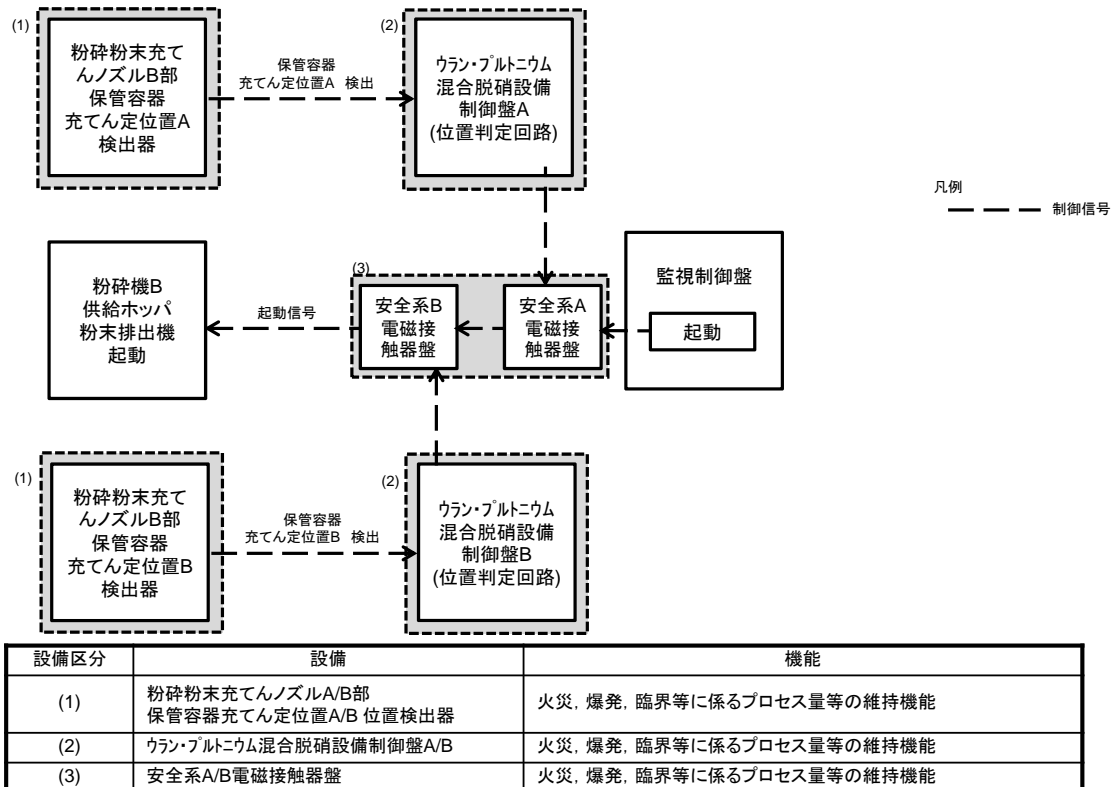 (1)
粉砕粉末充て
んノズルB部
保管容器
充てん定位置A
検出器
保管容器
充てん定位置A 検出
(2)
ウラン・プルトニウム
混合脱硝設備
制御盤A
(位置判定回路)
凡例
制御信号
粉砕機B
供給ホッパ
粉末排出機
起動
起動信号
(3)
安全系B
電磁接
触器盤
安全系A
電磁接
触器盤
監視制御盤
起動
(1)
粉砕粉末充て
んノズルB部
保管容器
充てん定位置B
検出器
保管容器
充てん定位置B 検出
(2)
ウラン・プルトニウム
混合脱硝設備
制御盤B
(位置判定回路)
設備区分 設備 機能
(1) 粉砕粉末充てんノズルA/B部
保管容器充てん定位置A/B 位置検出器 火災, 爆発, 臨界等に係るプロセス量等の維持機能
(2) ウラン・プルトニウム混合脱硝設備制御盤A/B 火災, 爆発, 臨界等に係るプロセス量等の維持機能
(3) 安全系A/B電磁接触器盤 火災, 爆発, 臨界等に係るプロセス量等の維持機能